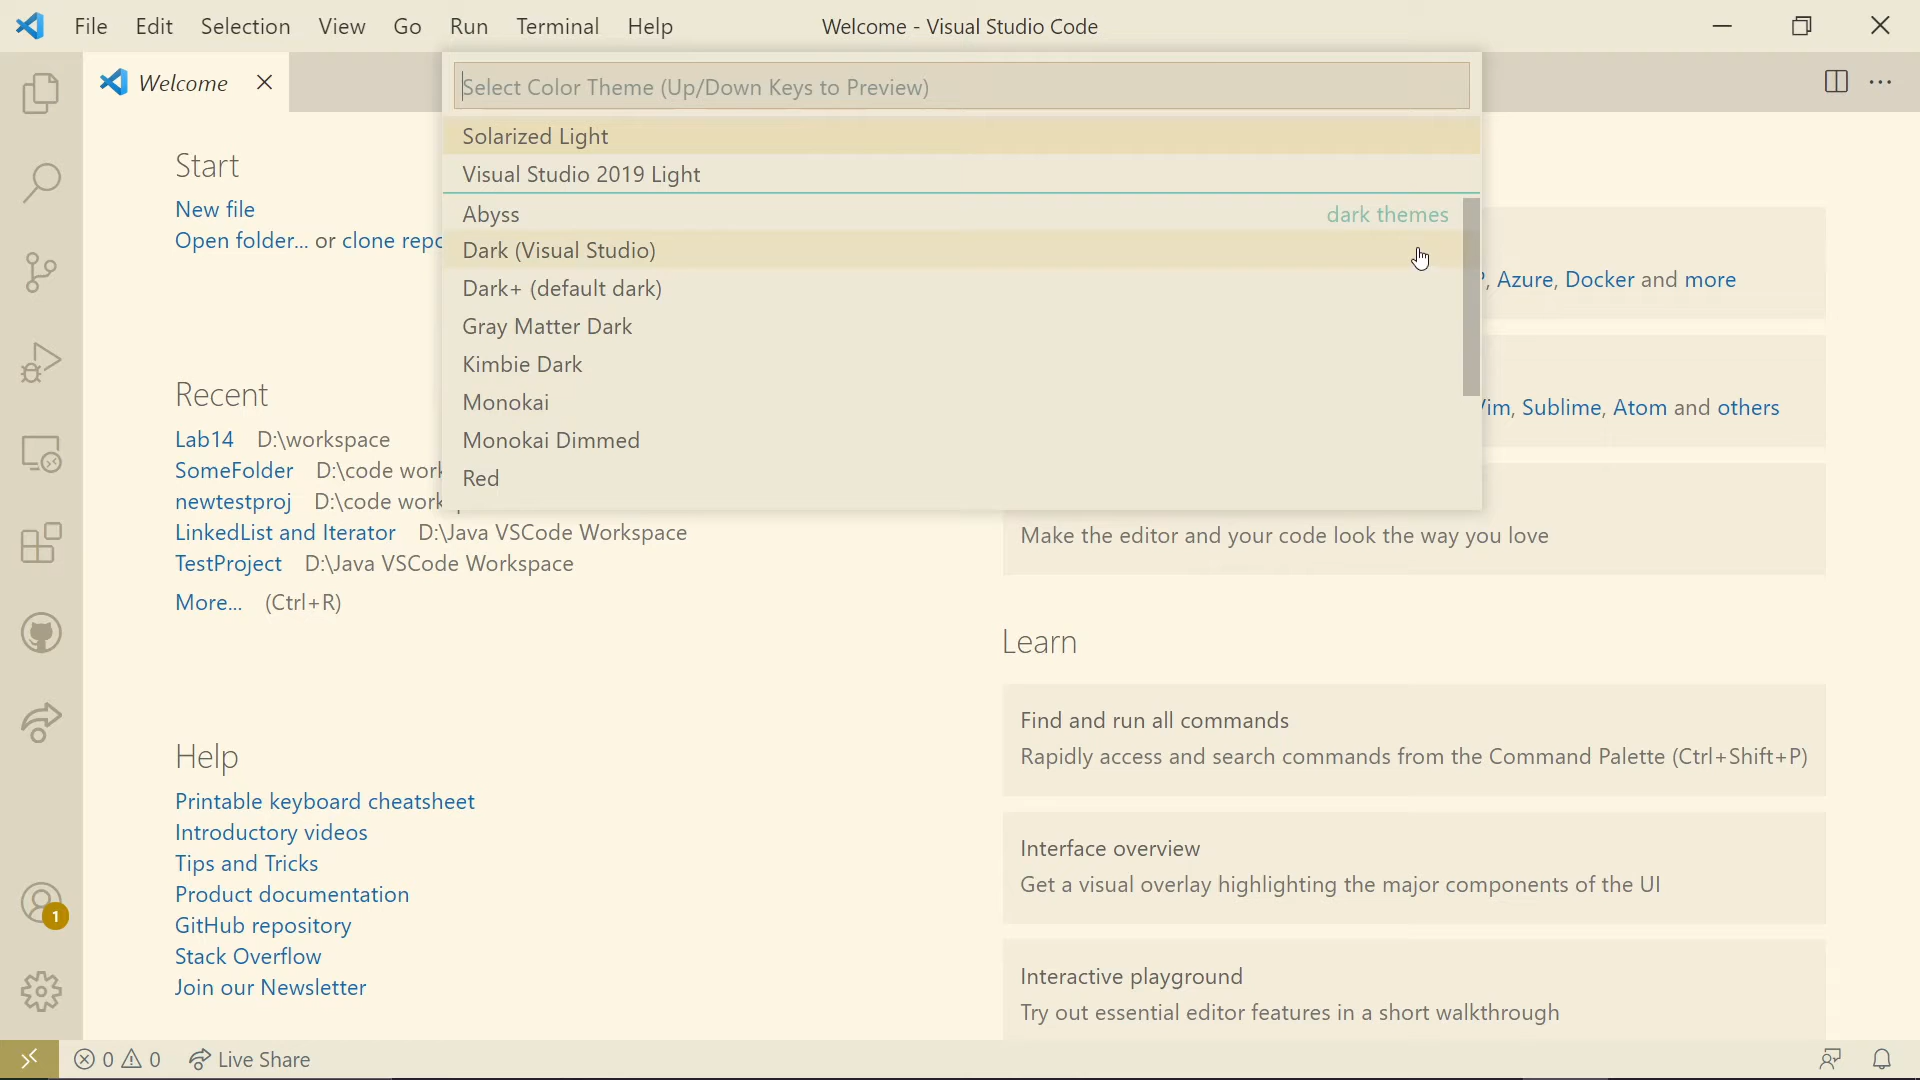 File Edit Selection View Go Run Terminal Help Welcome - Visual Studio Code
Welcome
Select Color Theme (Up/Down Keys to Preview)
Solarized Light
Visual Studio 2019 Light
Abyss dark themes
Dark (Visual Studio)
Dark+ (default dark)
Gray Matter Dark
Kimbie Dark
Monokai
Monokai Dimmed
Red
Start
New file
Open folder... or clone repo
Recent
Lab14 D:\workspace
SomeFolder D:\code work
newtestproj D:\code work
LinkedList and Iterator D:\Java VSCode Workspace
TestProject D:\Java VSCode Workspace
More... (Ctrl+R)
Help
Printable keyboard cheatsheet
Introductory videos
Tips and Tricks
Product documentation
GitHub repository
Stack Overflow
Join our Newsletter
, Azure, Docker and more
Vim, Sublime, Atom and others
Make the editor and your code look the way you love
Learn
Find and run all commands
Rapidly access and search commands from the Command Palette (Ctrl+Shift+P)
Interface overview
Get a visual overlay highlighting the major components of the UI
Interactive playground
Try out essential editor features in a short walkthrough
1
0 0 Live Share